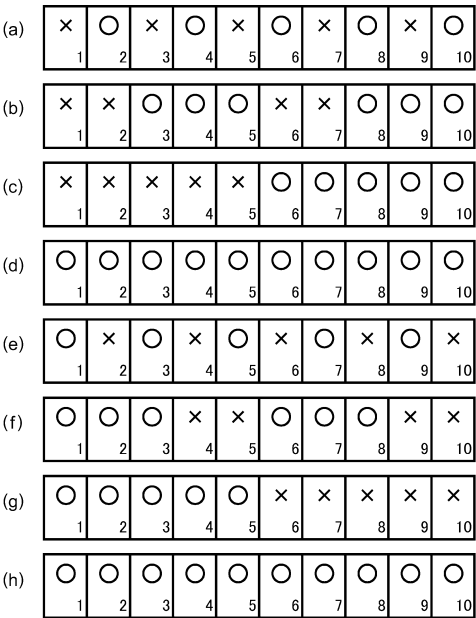 (a) × ○ × ○ × ○ × ○ × ○
1 2 3 4 5 6 7 8 9 10
(b) × × ○ ○ ○ × × ○ ○ ○
1 2 3 4 5 6 7 8 9 10
(c) × × × × × ○ ○ ○ ○ ○
1 2 3 4 5 6 7 8 9 10
(d) ○ ○ ○ ○ ○ ○ ○ ○ ○ ○
1 2 3 4 5 6 7 8 9 10
(e) ○ × ○ × ○ × ○ × ○ ×
1 2 3 4 5 6 7 8 9 10
(f) ○ ○ ○ × × ○ ○ ○ × ×
1 2 3 4 5 6 7 8 9 10
(g) ○ ○ ○ ○ ○ × × × × ×
1 2 3 4 5 6 7 8 9 10
(h) ○ ○ ○ ○ ○ ○ ○ ○ ○ ○
1 2 3 4 5 6 7 8 9 10